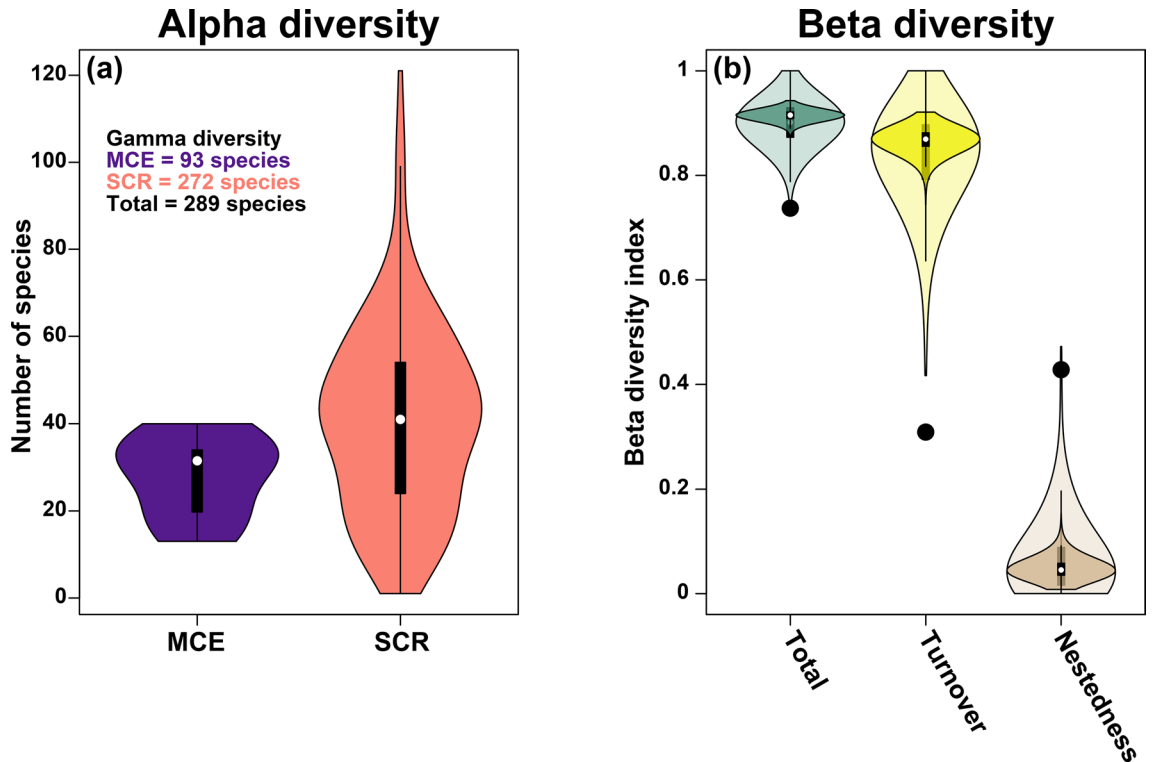 Alpha diversity
(a)
Gamma diversity
MCE = 93 species
SCR = 272 species
Total = 289 species
Number of species
120
100
80
60
40
20
0
MCE
SCR
Beta diversity
(b)
Beta diversity index
1
0.8
0.6
0.4
0.2
0
Total
Turnover
Nestedness